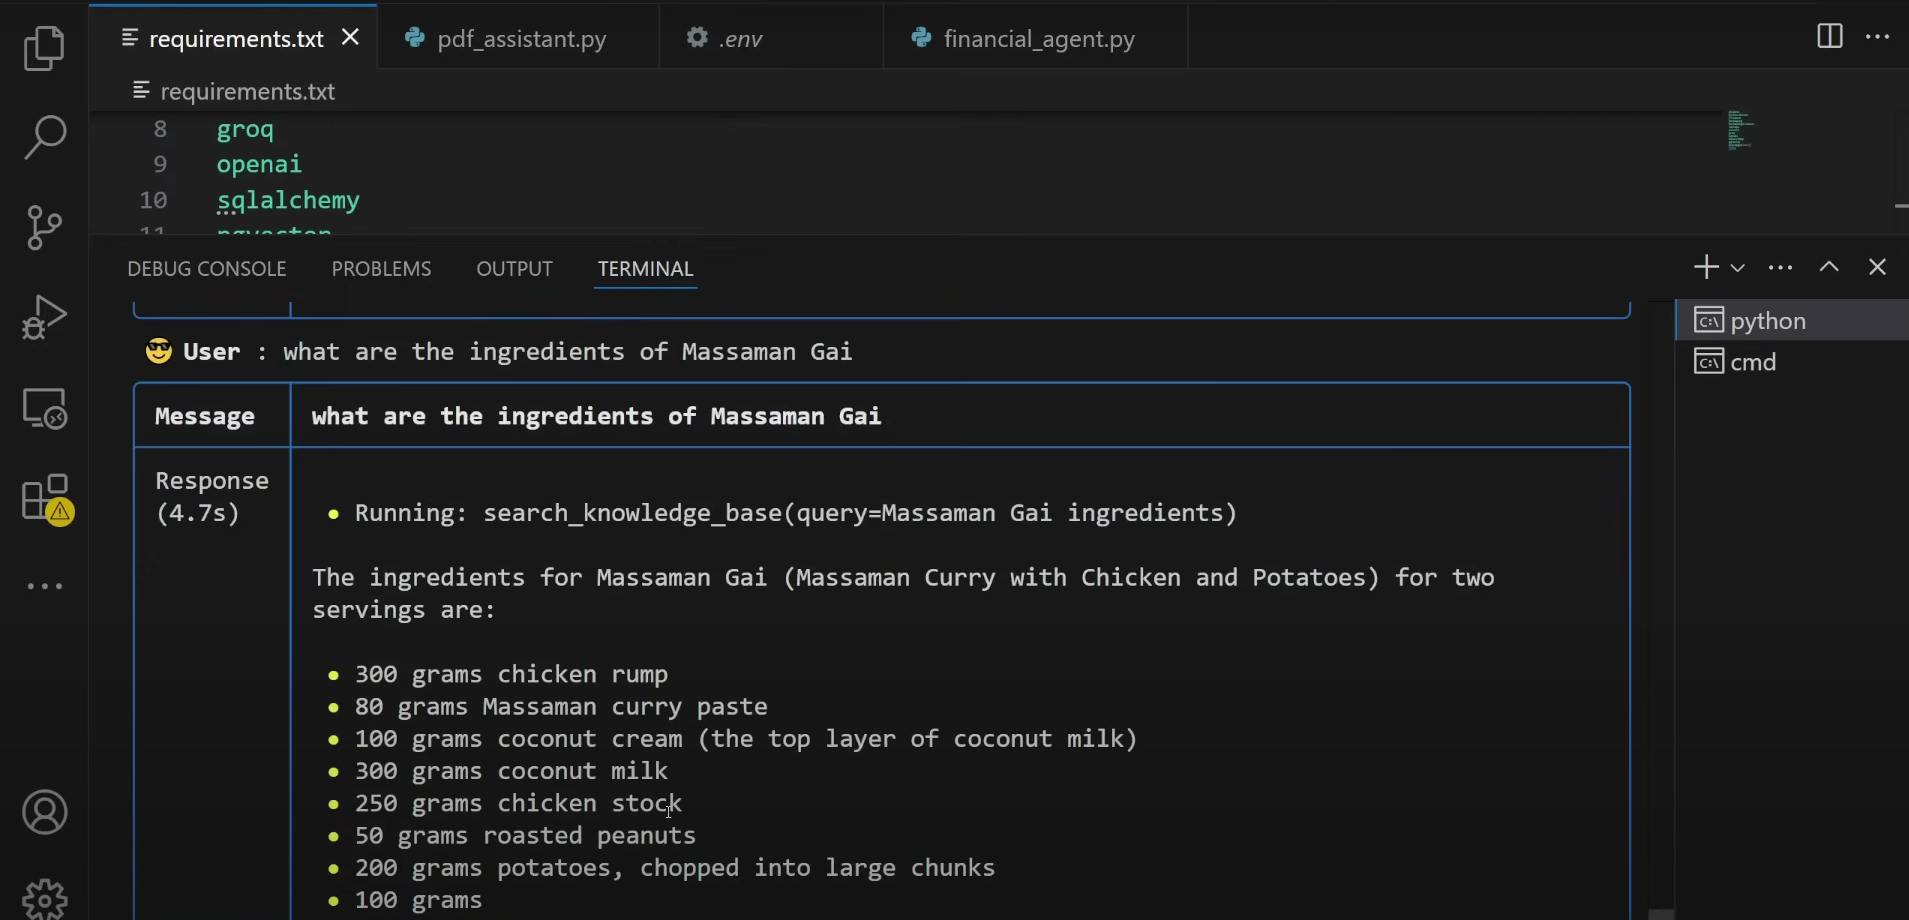 requirements.txt
pdf_assistant.py
.env
financial_agent.py
requirements.txt
8 groq
9 openai
10 sqlalchemy
11 pgvector
DEBUG CONSOLE PROBLEMS OUTPUT TERMINAL
python
cmd
User : what are the ingredients of Massaman Gai
Message what are the ingredients of Massaman Gai
Response
(4.7s)
• Running: search_knowledge_base(query=Massaman Gai ingredients)
The ingredients for Massaman Gai (Massaman Curry with Chicken and Potatoes) for two
servings are:
• 300 grams chicken rump
• 80 grams Massaman curry paste
• 100 grams coconut cream (the top layer of coconut milk)
• 300 grams coconut milk
• 250 grams chicken stock
• 50 grams roasted peanuts
• 200 grams potatoes, chopped into large chunks
• 100 grams